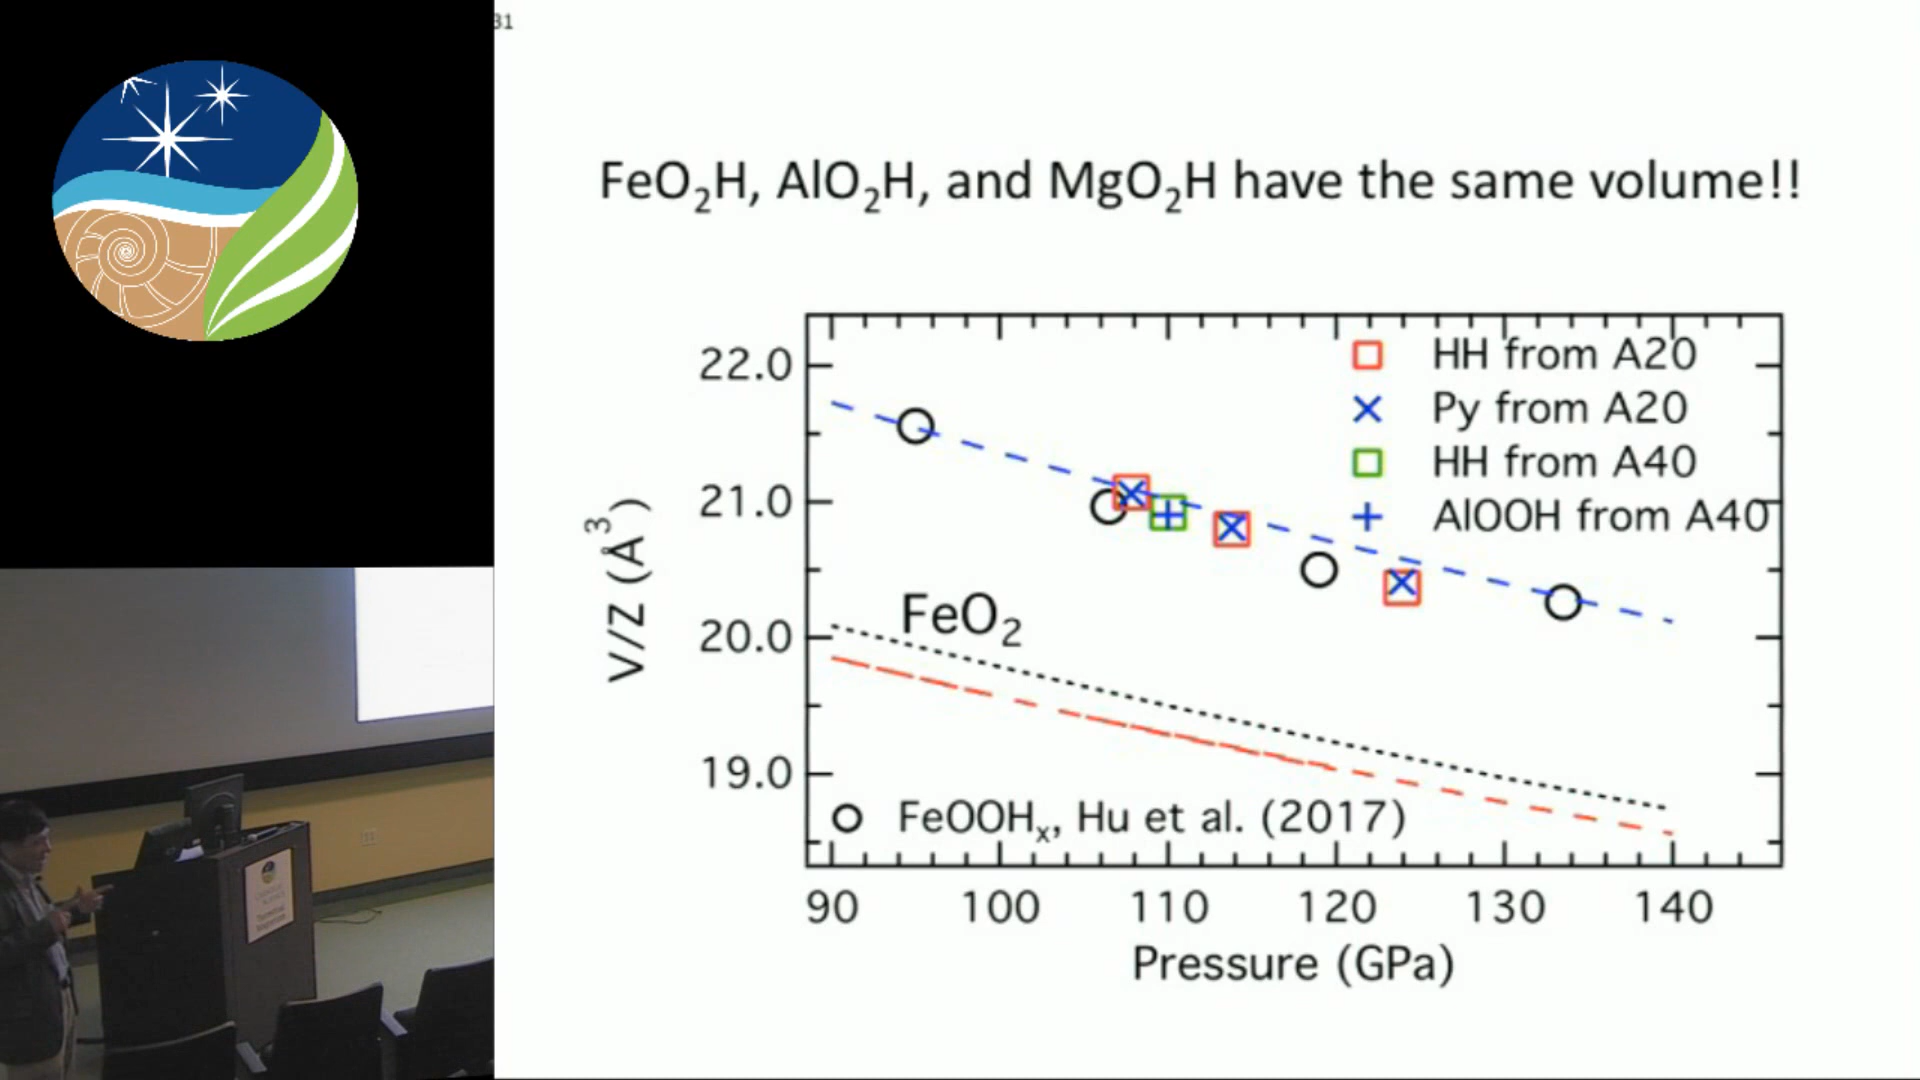 31
FeO₂H, AlO₂H, and MgO₂H have the same volume!!
22.0
21.0
20.0
19.0
V/Z (Å³)
HH from A20
Py from A20
HH from A40
AlOOH from A40
FeO₂
FeOOHₓ, Hu et al. (2017)
90 100 110 120 130 140
Pressure (GPa)